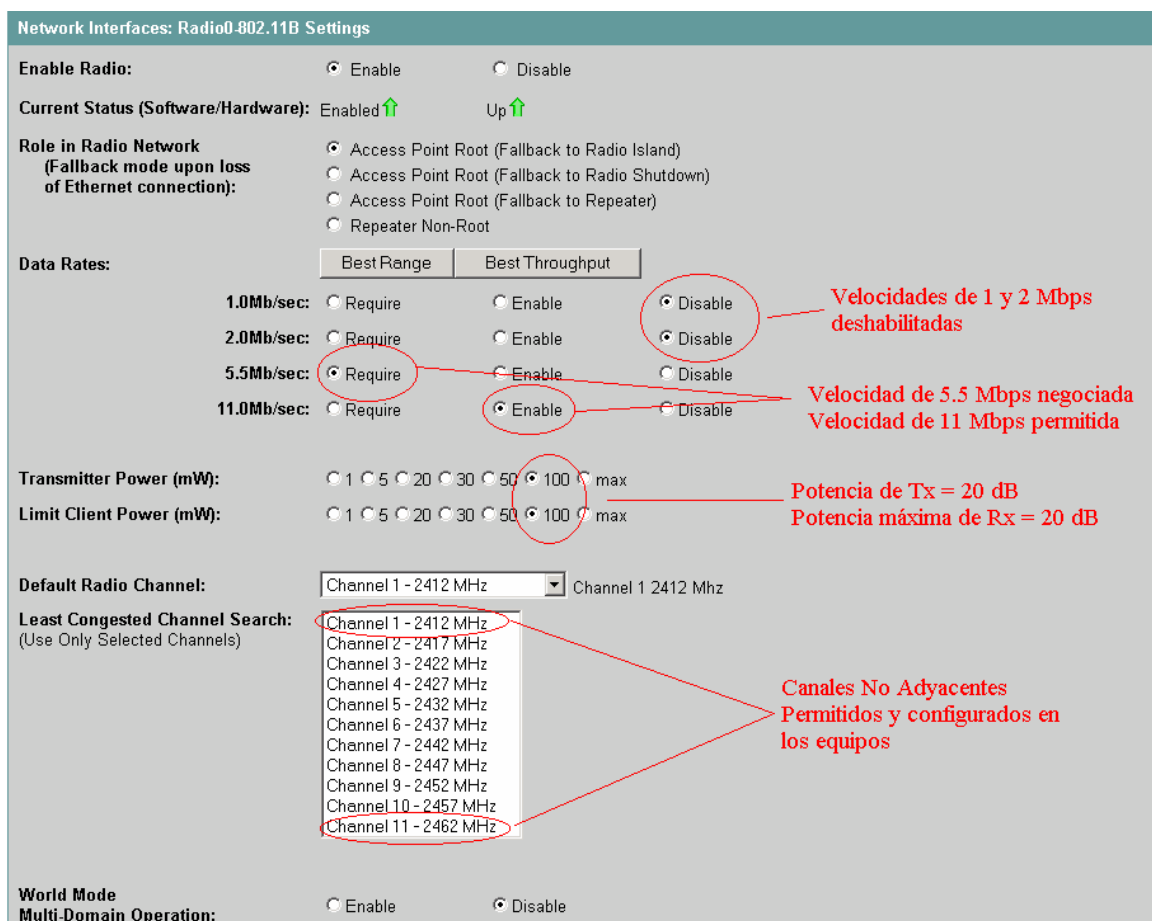 Network Interfaces: Radio0-802.11B Settings
Enable Radio: Enable Disable
Current Status (Software/Hardware): Enabled Up
Role in Radio Network
(Fallback mode upon loss
of Ethernet connection):
Access Point Root (Fallback to Radio Island)
Access Point Root (Fallback to Radio Shutdown)
Access Point Root (Fallback to Repeater)
Repeater Non-Root
Data Rates: Best Range Best Throughput
1.0Mb/sec: Require Enable Disable
2.0Mb/sec: Require Enable Disable
5.5Mb/sec: Require Enable Disable
11.0Mb/sec: Require Enable Disable
Velocidades de 1 y 2 Mbps
deshabilitadas
Velocidad de 5.5 Mbps negociada
Velocidad de 11 Mbps permitida
Transmitter Power (mW): 1 5 20 30 50 100 max
Limit Client Power (mW): 1 5 20 30 50 100 max
Potencia de Tx = 20 dB
Potencia máxima de Rx = 20 dB
Default Radio Channel: Channel 1 - 2412 MHz Channel 1 2412 Mhz
Least Congested Channel Search:
(Use Only Selected Channels)
Channel 1 - 2412 MHz
Channel 2 - 2417 MHz
Channel 3 - 2422 MHz
Channel 4 - 2427 MHz
Channel 5 - 2432 MHz
Channel 6 - 2437 MHz
Channel 7 - 2442 MHz
Channel 8 - 2447 MHz
Channel 9 - 2452 MHz
Channel 10 - 2457 MHz
Channel 11 - 2462 MHz
Canales No Adyacentes
Permitidos y configurados en
los equipos
World Mode
Multi-Domain Operation: Enable Disable